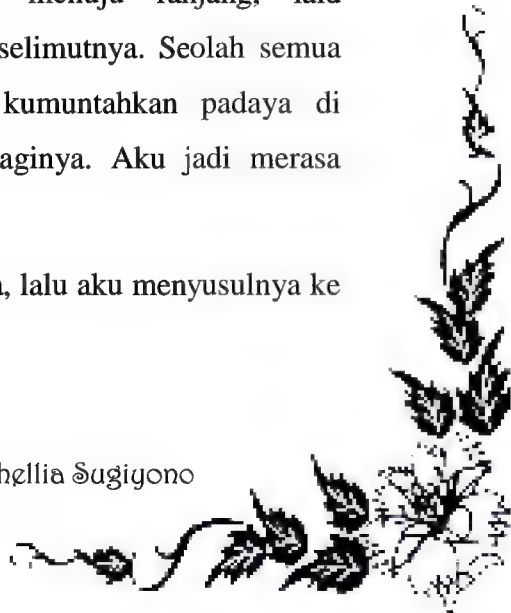 menuju ranjang, lalu
selimutnya. Seolah semua
kumuntahkan padaya di
aginya. Aku jadi merasa
, lalu aku menyusulnya ke
hellia Sugiyono